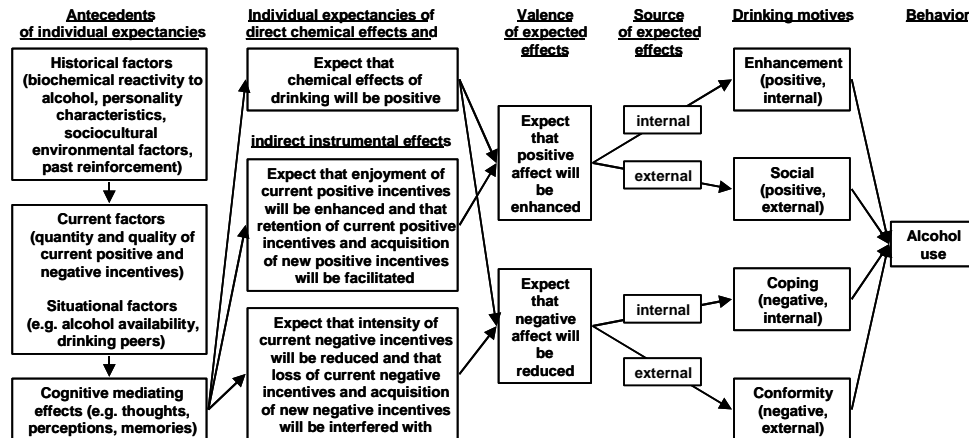 Antecedents
of individual expectancies
Historical factors
(biochemical reactivity to
alcohol, personality
characteristics,
sociocultural
environmental factors,
past reinforcement)
Current factors
(quantity and quality of
current positive and
negative incentives)
Situational factors
(e.g. alcohol availability,
drinking peers)
Cognitive mediating
effects (e.g. thoughts,
perceptions, memories)
Individual expectancies of
direct chemical effects and
Expect that
chemical effects of
drinking will be positive
indirect instrumental effects
Expect that enjoyment of
current positive incentives
will be enhanced and that
retention of current positive
incentives and acquisition
of new positive incentives
will be facilitated
Expect that intensity of
current negative incentives
will be reduced and that
loss of current negative
incentives and acquisition
of new negative incentives
will be interfered with
Valence
of expected
effects
Expect
that
positive
affect will
be
enhanced
Expect
that
negative
affect will
be
reduced
Source
of expected
effects
internal
external
internal
external
Drinking motives
Enhancement
(positive,
internal)
Social
(positive,
external)
Coping
(negative,
internal)
Conformity
(negative,
external)
Behavior
Alcohol
use